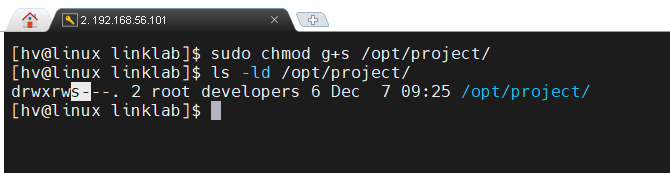 2. 192.168.56.101
[hv@linux linklab]$ sudo chmod g+s /opt/project/
[hv@linux linklab]$ ls -ld /opt/project/
drwxrws---. 2 root developers 6 Dec  7 09:25 /opt/project/
[hv@linux linklab]$